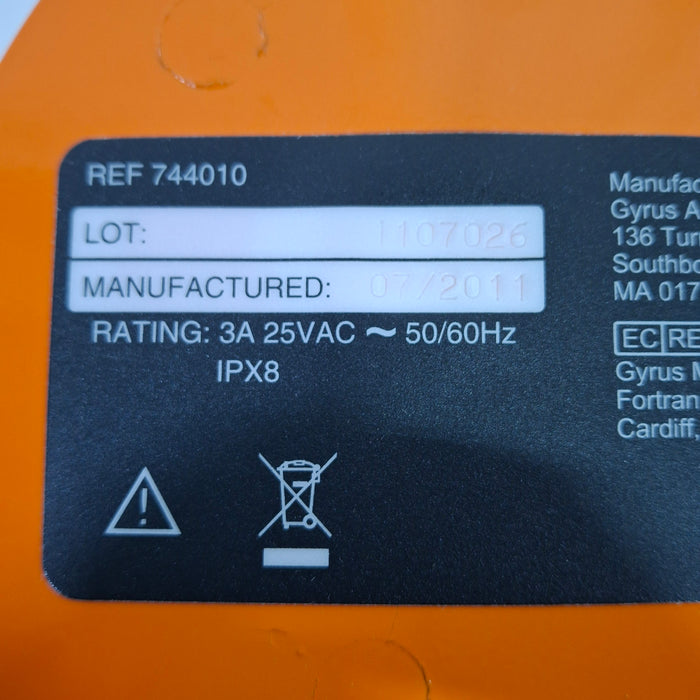 REF 744010
LOT: 1107026
MANUFACTURED: 07/2011
RATING: 3A 25VAC ~ 50/60Hz
IPX8
Manufac
Gyrus A
136 Tur
Southbo
MA 017
EC RE
Gyrus M
Fortran
Cardiff,